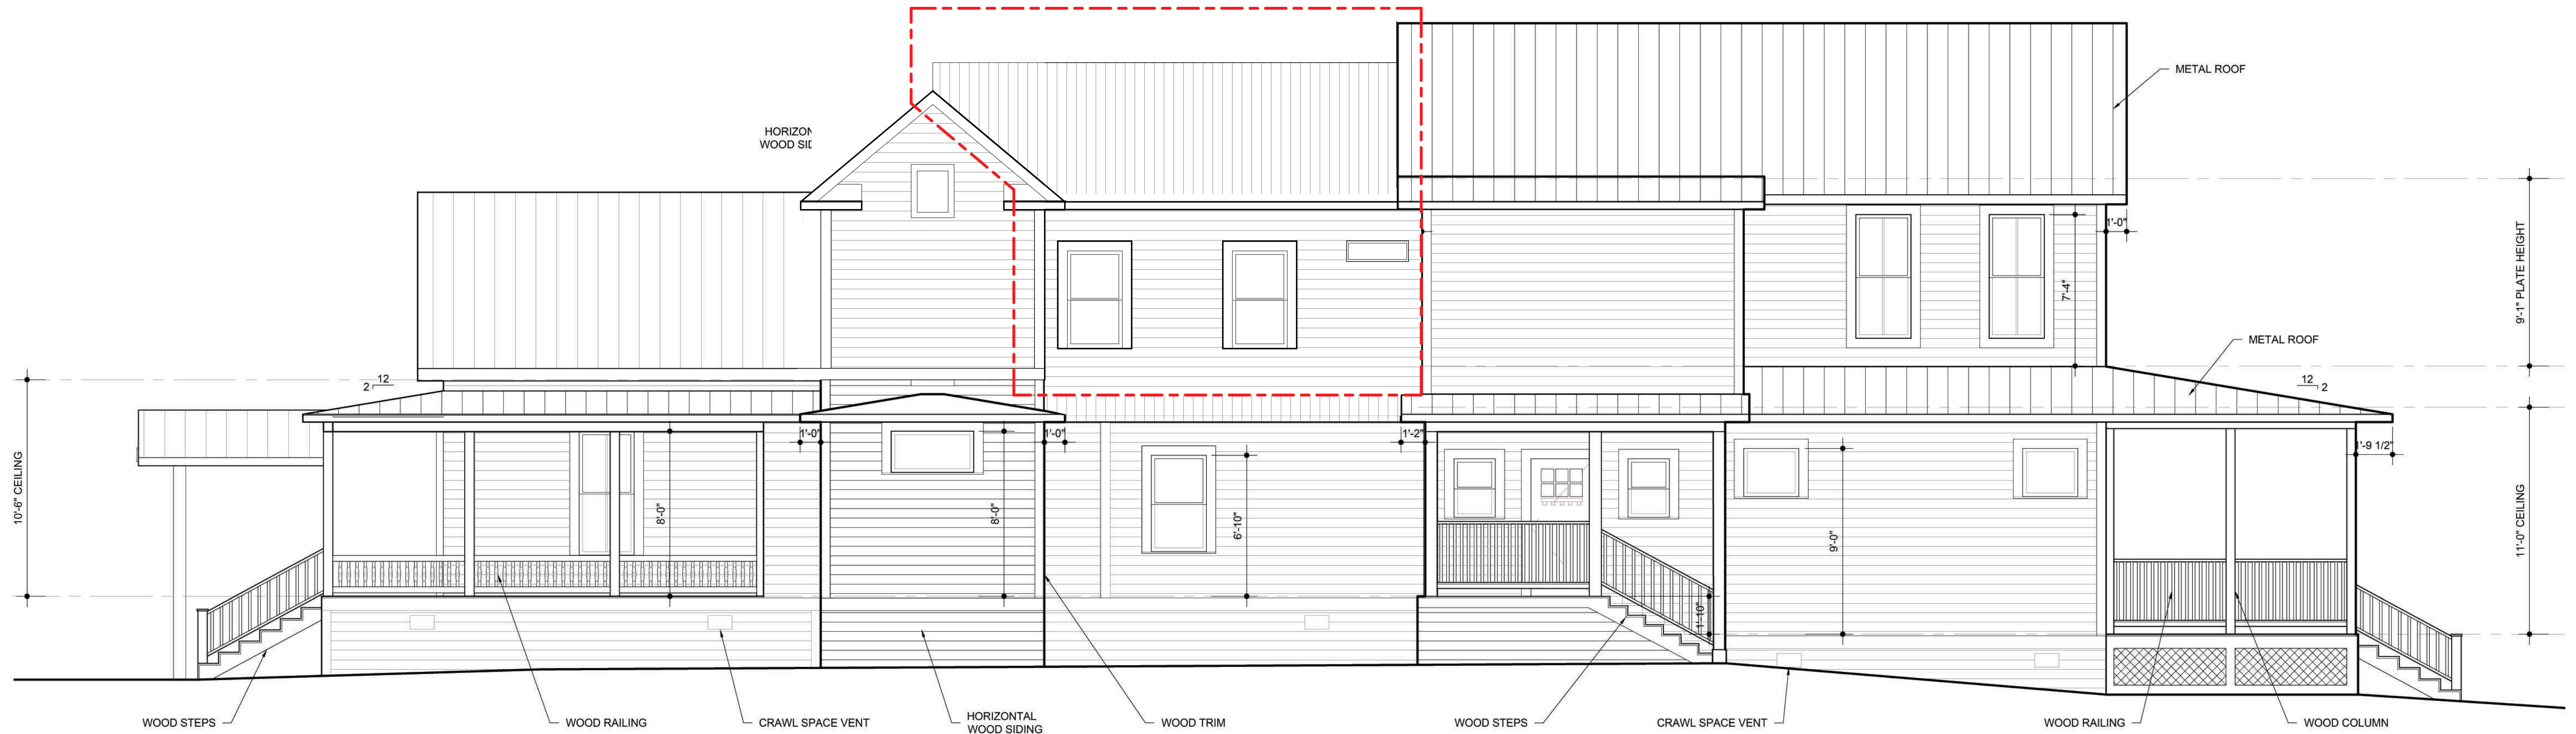 METAL ROOF
HORIZON
WOOD SID
1'-0"
9'-1" PLATE HEIGHT
7'-4"
METAL ROOF
12
2
12
2
1'-0"
1'-0"
1'-2"
1'-9 1/2"
10'-6" CEILING
8'-0"
8'-0"
6'-10"
9'-0"
11'-0" CEILING
1'-10"
WOOD STEPS
WOOD RAILING
CRAWL SPACE VENT
HORIZONTAL
WOOD SIDING
WOOD TRIM
WOOD STEPS
CRAWL SPACE VENT
WOOD RAILING
WOOD COLUMN